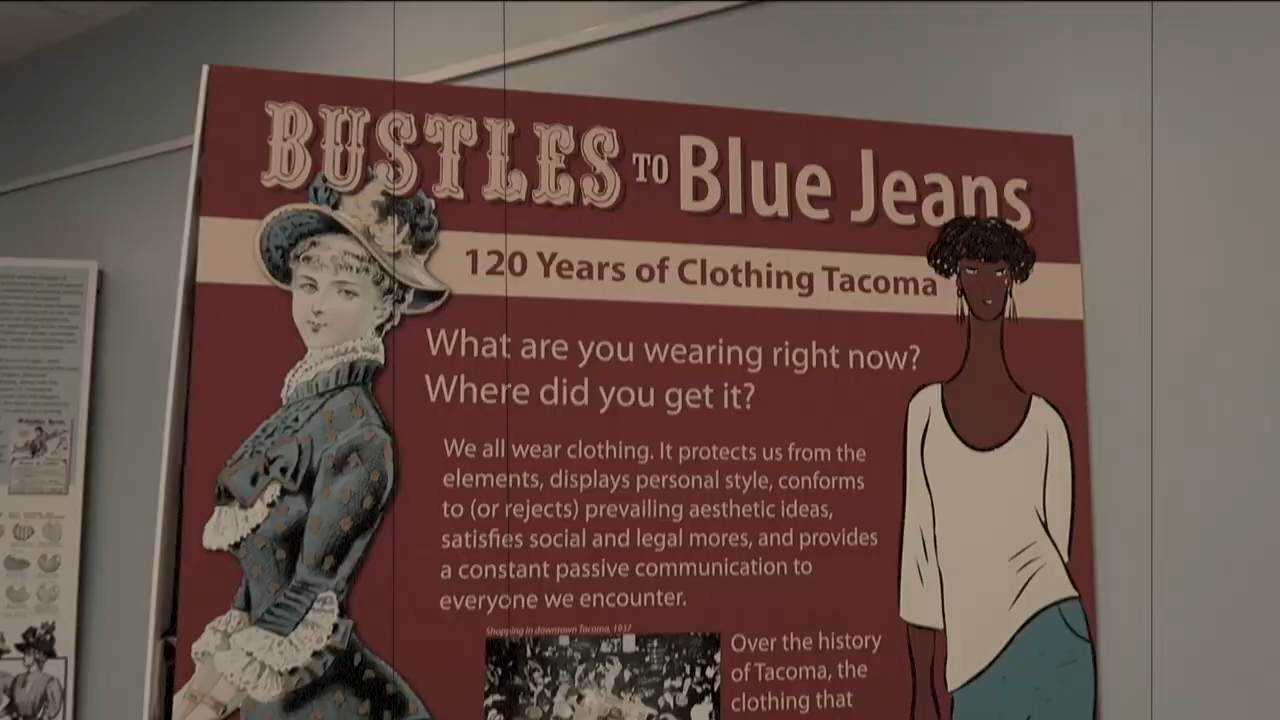 BUSTLES TO Blue Jeans
120 Years of Clothing Tacoma
What are you wearing right now?
Where did you get it?
We all wear clothing. It protects us from the
elements, displays personal style, conforms
to (or rejects) prevailing aesthetic ideas,
satisfies social and legal mores, and provides
a constant passive communication to
everyone we encounter.
Shopping in downtown Tacoma, 1937
Over the history
of Tacoma, the
clothing that